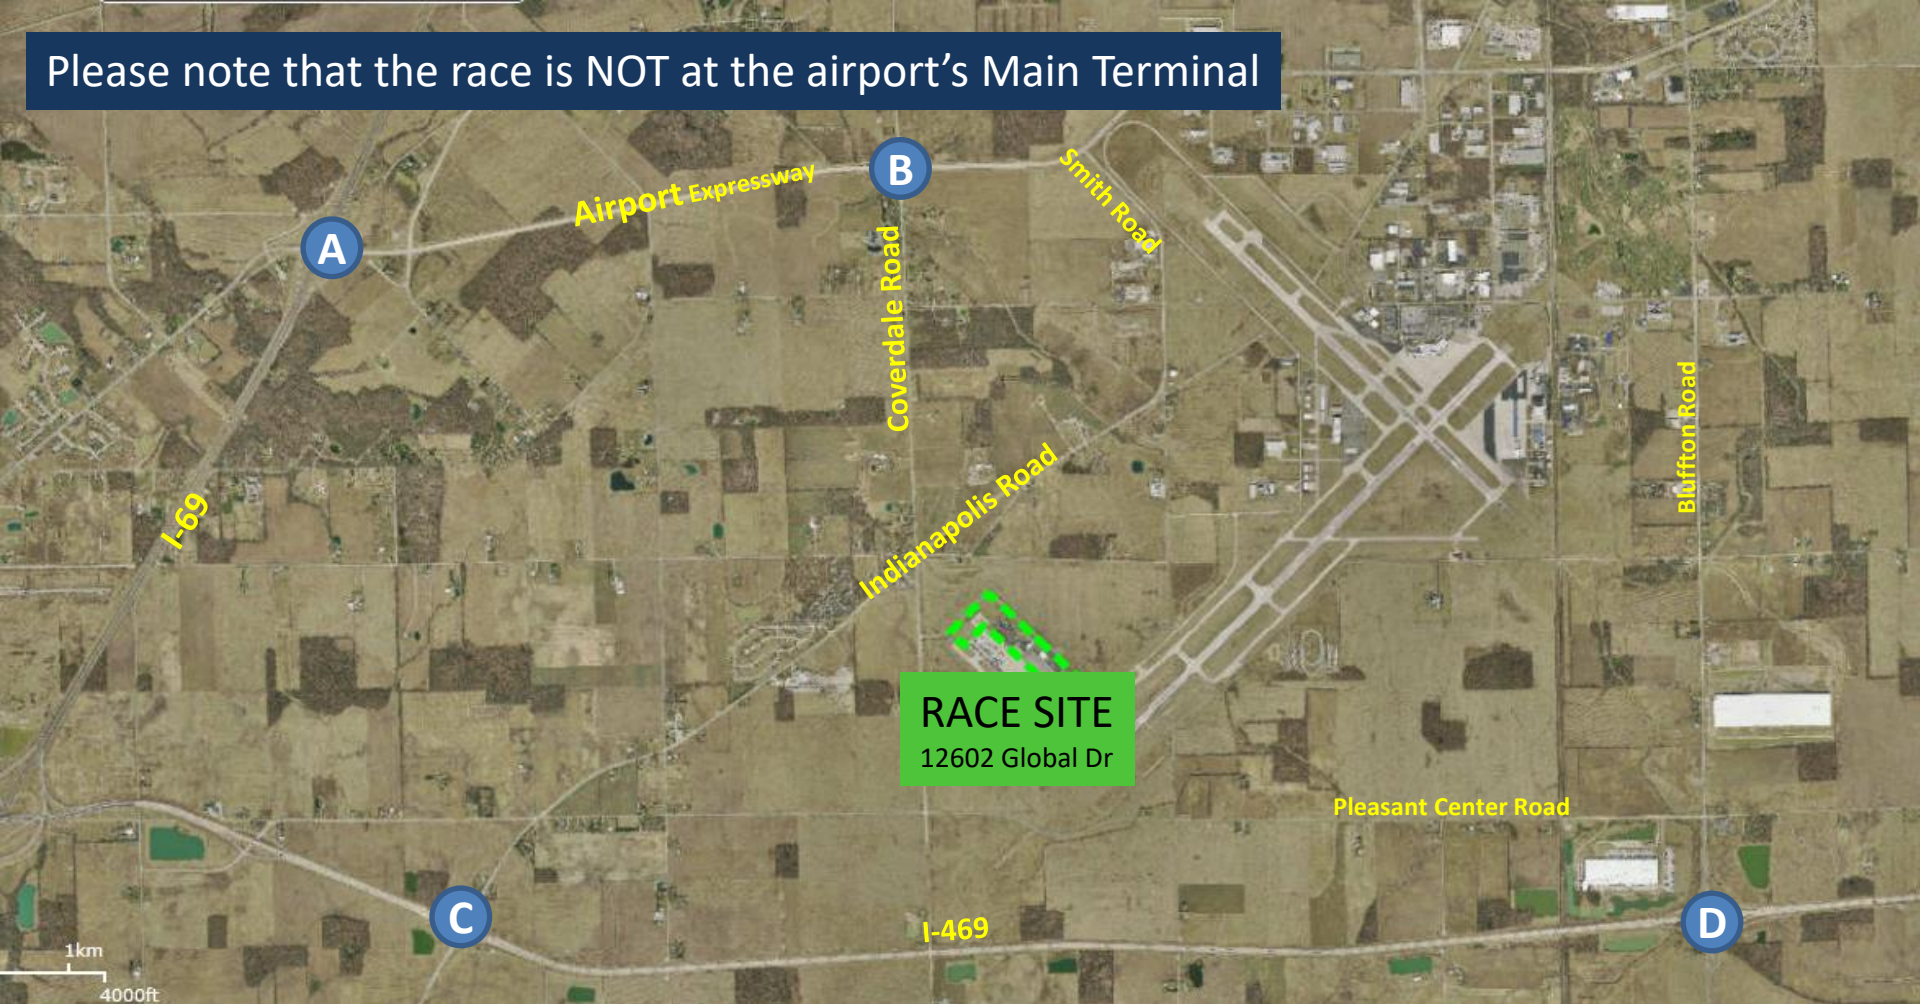 Please note that the race is NOT at the airport's Main Terminal
B
Airport Expressway
Smith Road
A
Coverdale Road
Bluffton Road
Indianapolis Road
I-69
RACE SITE
12602 Global Dr
Pleasant Center Road
C
I-469
D
1km
4000ft